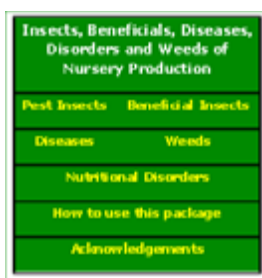 Insects, Beneficials, Diseases,
Disorders and Weeds of
Nursery Production
Pest Insects Beneficial Insects
Diseases Weeds
Nutritional Disorders
How to use this package
Acknowledgements